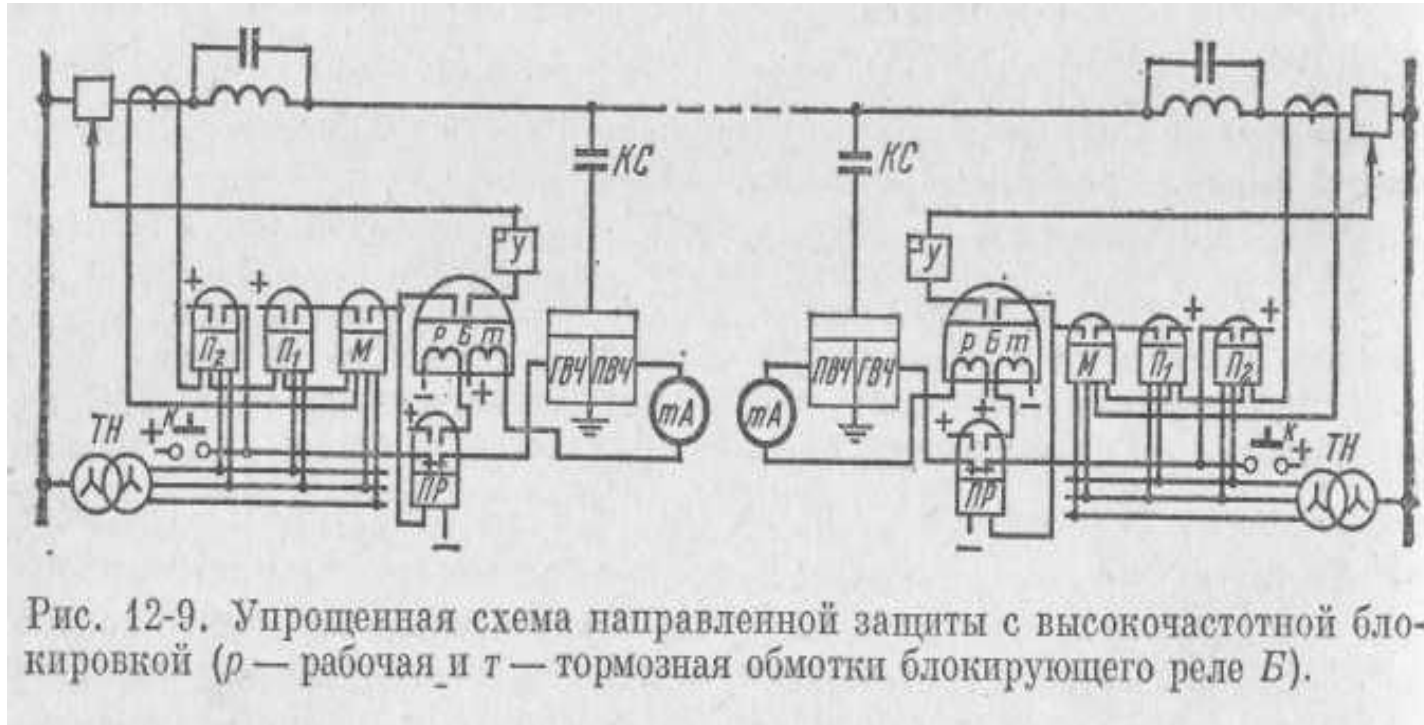 КС
КС
У
У
П₂ П₁ М
р Б т
ГВЧ ПВЧ
mA
mA
ПВЧ ГВЧ
р Б т
М П₁ П₂
ТН
К
К
ТН
ПР
ПР
Рис. 12-9. Упрощенная схема направленной защиты с высокочастотной бло-
кировкой (р — рабочая и т — тормозная обмотки блокирующего реле Б).